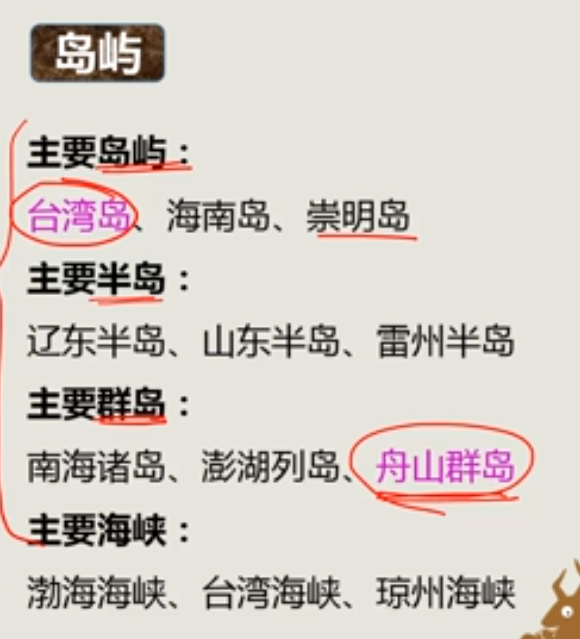 岛屿
主要岛屿：
台湾岛、海南岛、崇明岛
主要半岛：
辽东半岛、山东半岛、雷州半岛
主要群岛：
南海诸岛、澎湖列岛、舟山群岛
主要海峡：
渤海海峡、台湾海峡、琼州海峡